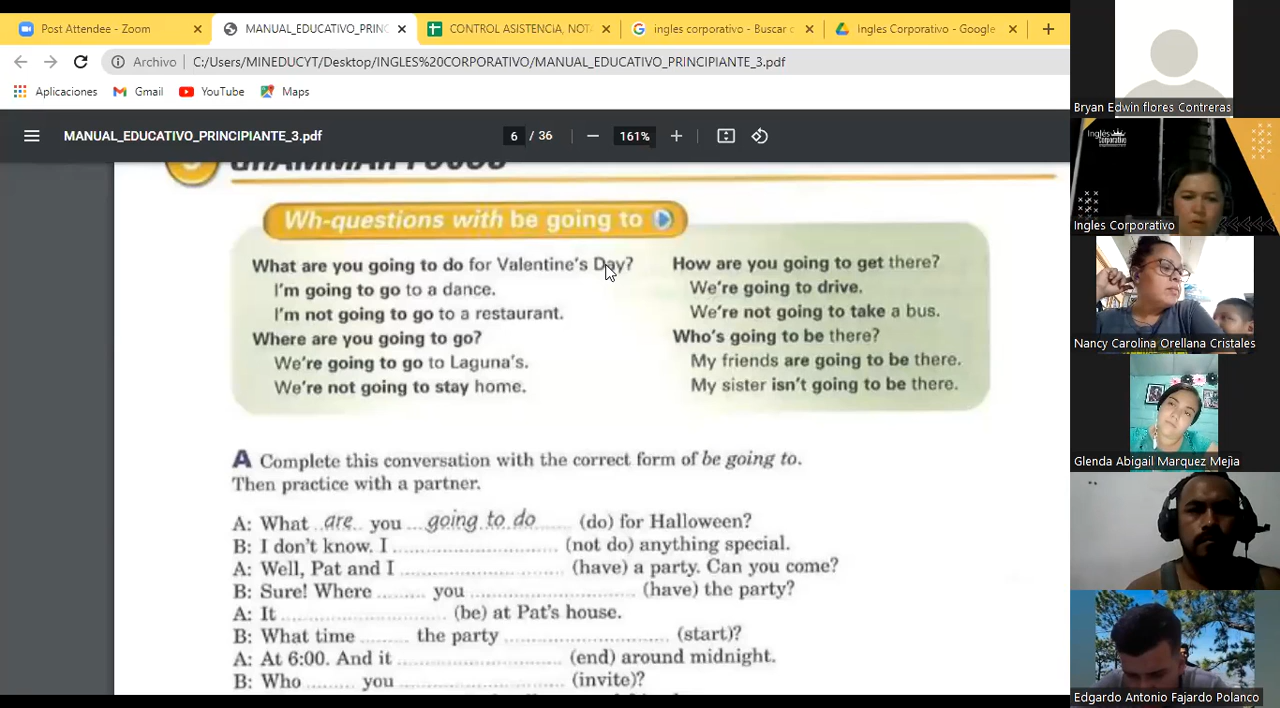 Post Attendee - Zoom
MANUAL_EDUCATIVO_PRINC
CONTROL ASISTENCIA, NOT
ingles corporativo - Buscar c
Ingles Corporativo - Google
Archivo
C:/Users/MINEDUCYT/Desktop/INGLES%20CORPORATIVO/MANUAL_EDUCATIVO_PRINCIPIANTE_3.pdf
Aplicaciones
Gmail
YouTube
Maps
MANUAL_EDUCATIVO_PRINCIPIANTE_3.pdf
6 / 36
161%
GRAMMAR FOCUS
Wh-questions with be going to
What are you going to do for Valentine's Day?
I'm going to go to a dance.
I'm not going to go to a restaurant.
Where are you going to go?
We're going to go to Laguna's.
We're not going to stay home.
How are you going to get there?
We're going to drive.
We're not going to take a bus.
Who's going to be there?
My friends are going to be there.
My sister isn't going to be there.
A Complete this conversation with the correct form of be going to.
Then practice with a partner.
A: What are you going to do (do) for Halloween?
B: I don't know. I .................... (not do) anything special.
A: Well, Pat and I .................... (have) a party. Can you come?
B: Sure! Where ........ you .................... (have) the party?
A: It .................... (be) at Pat's house.
B: What time ........ the party .................... (start)?
A: At 6:00. And it .................... (end) around midnight.
B: Who ........ you .................... (invite)?
Bryan Edwin flores Contreras
Inglés
Corporativo
Ingles Corporativo
Nancy Carolina Orellana Cristales
Glenda Abigail Marquez Mejia
Edgardo Antonio Fajardo Polanco